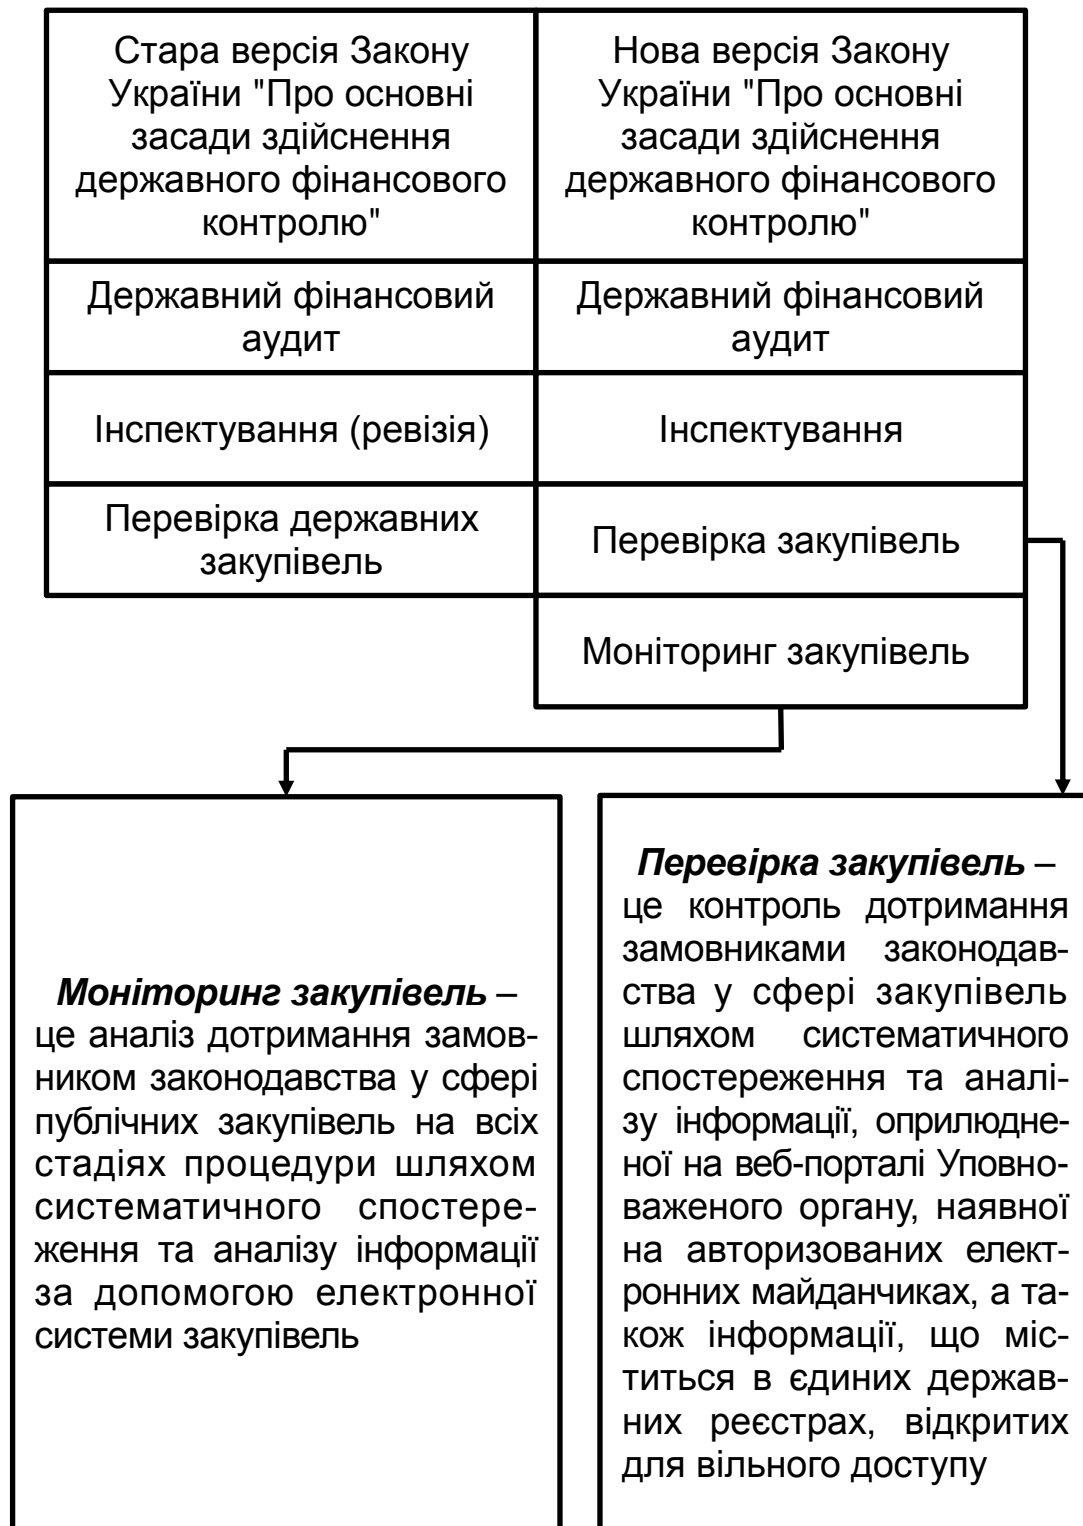 Стара версія Закону
України "Про основні
засади здійснення
державного фінансового
контролю"
Нова версія Закону
України "Про основні
засади здійснення
державного фінансового
контролю"
Державний фінансовий
аудит
Державний фінансовий
аудит
Інспектування (ревізія)
Інспектування
Перевірка державних
закупівель
Перевірка закупівель
Моніторинг закупівель
Моніторинг закупівель –
це аналіз дотримання замов-
ником законодавства у сфері
публічних закупівель на всіх
стадіях процедури шляхом
систематичного спостере-
ження та аналізу інформації
за допомогою електронної
системи закупівель
Перевірка закупівель –
це контроль дотримання
замовниками законодав-
ства у сфері закупівель
шляхом систематичного
спостереження та аналі-
зу інформації, оприлюдне-
ної на веб-порталі Уповно-
важеного органу, наявної
на авторизованих елект-
ронних майданчиках, а та-
кож інформації, що міс-
титься в єдиних держав-
них реєстрах, відкритих
для вільного доступу